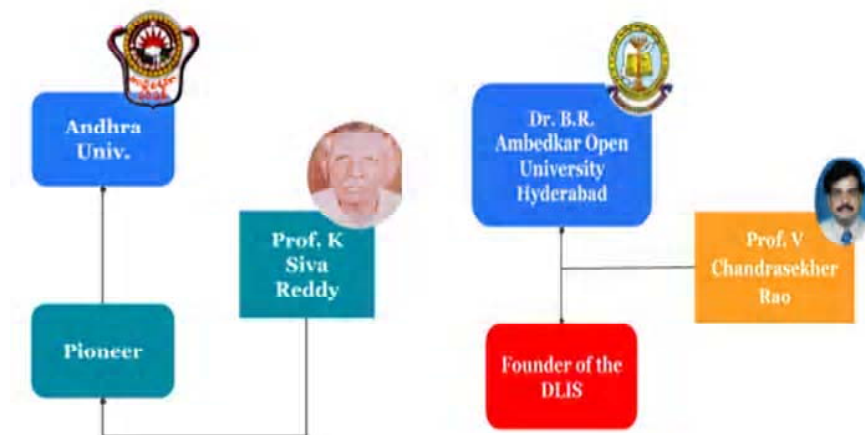 Andhra
Univ.
Prof. K
Siva
Reddy
Pioneer
Dr. B.R.
Ambedkar Open
University
Hyderabad
Prof. V
Chandrasekher
Rao
Founder of the
DLIS